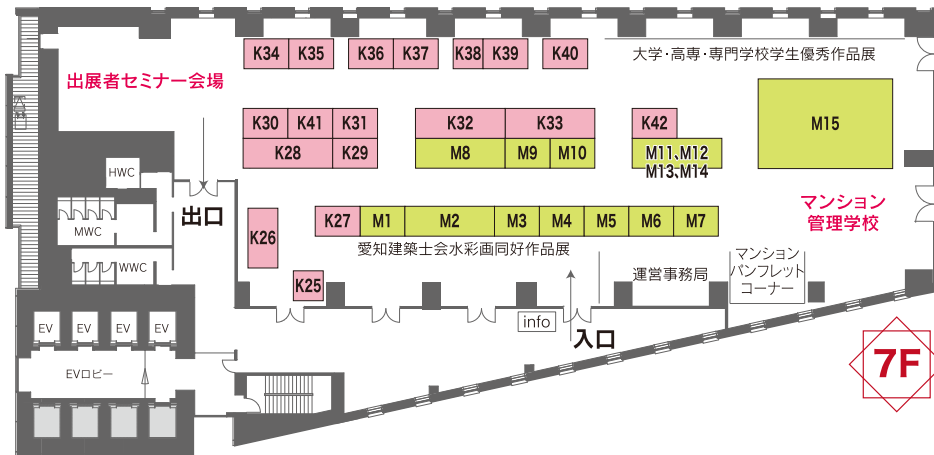 K34
K35
K36
K37
K38
K39
K40
大学・高専・専門学校学生優秀作品展
出展者セミナー会場
K30
K41
K31
K32
K33
K42
M15
K28
K29
M8
M9
M10
M11、M12
M13、M14
HWC
MWC
WWC
出口
K26
K27
M1
M2
M3
M4
M5
M6
M7
マンション
管理学校
愛知建築士会水彩画同好作品展
K25
運営事務局
マンション
パンフレット
コーナー
info
入口
EV
EV
EV
EV
EVロビー
7F